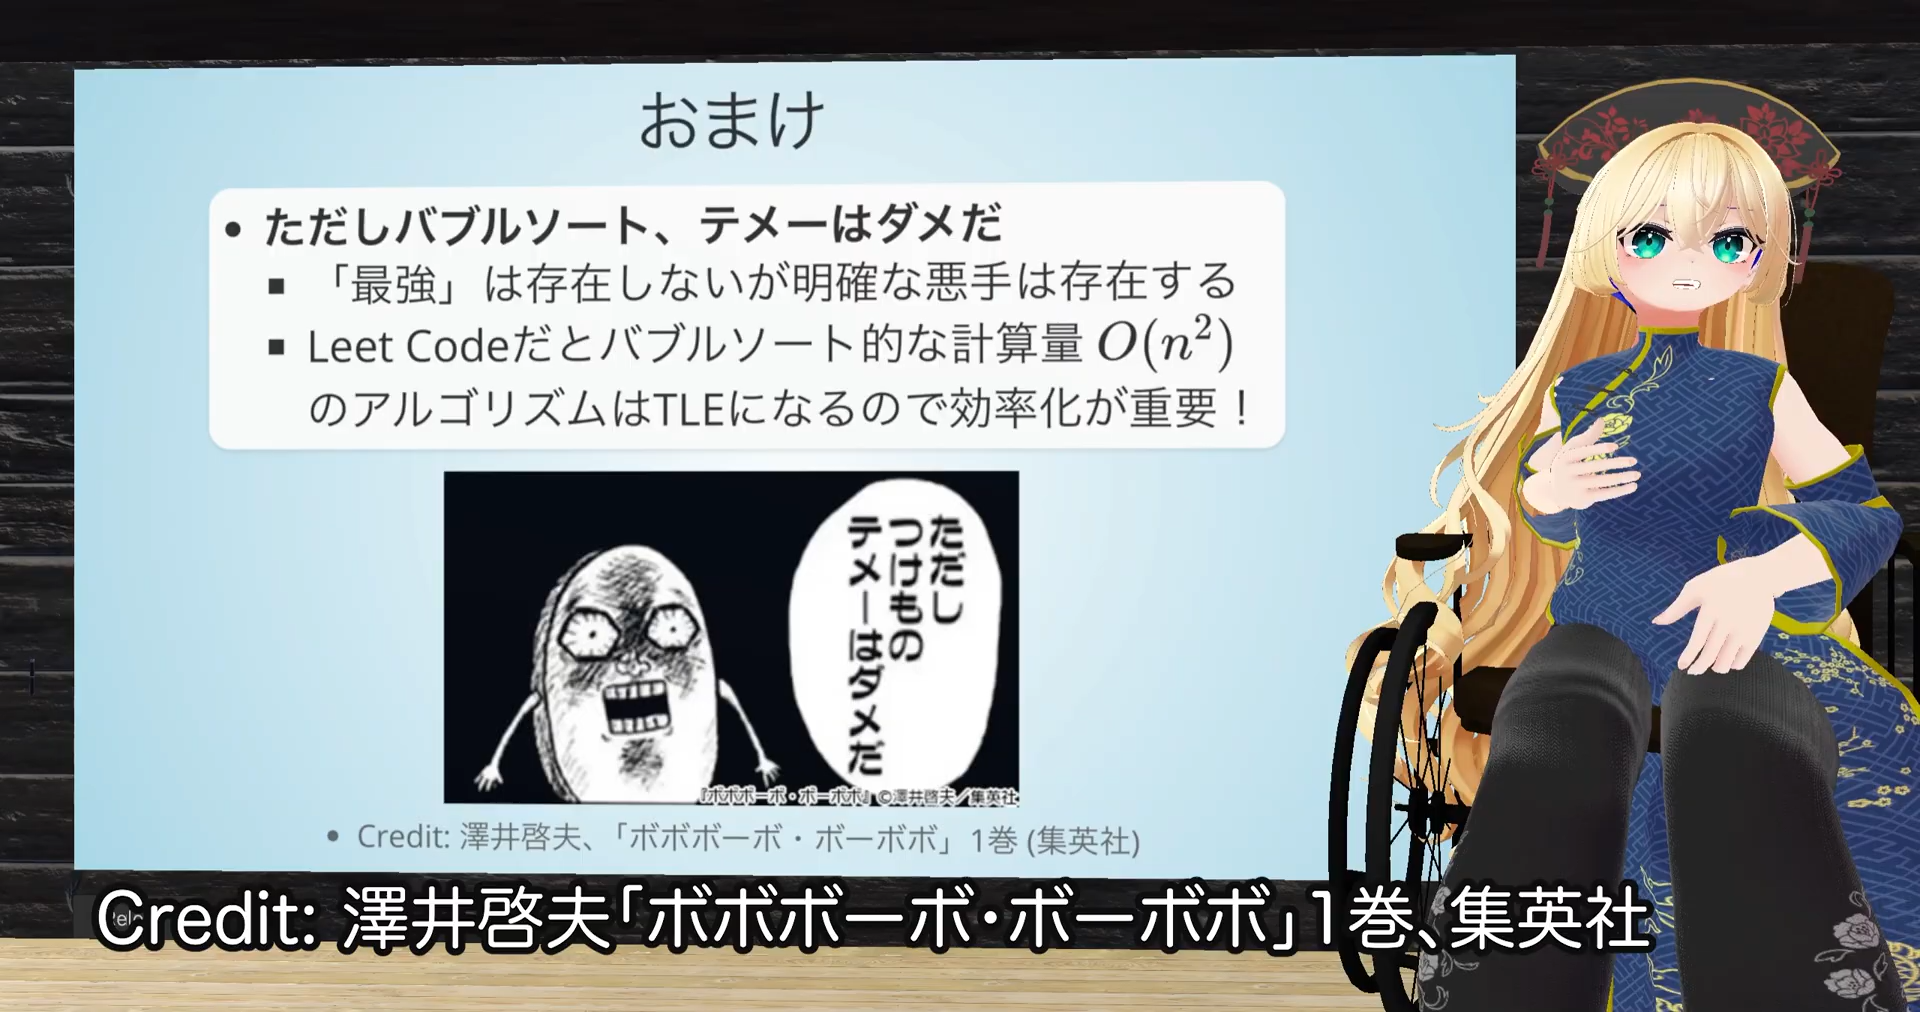 おまけ
• ただしバブルソート、テメーはダメだ
▪ 「最強」は存在しないが明確な悪手は存在する
▪ Leet Codeだとバブルソート的な計算量 O(n²)
のアルゴリズムはTLEになるので効率化が重要！
ただし
つけもの
テメーはダメだ
『ボボボーボ・ボーボボ』©澤井啓夫／集英社
• Credit: 澤井啓夫、「ボボボーボ・ボーボボ」 1巻 (集英社)
Credit: 澤井啓夫「ボボボーボ・ボーボボ」1巻、集英社